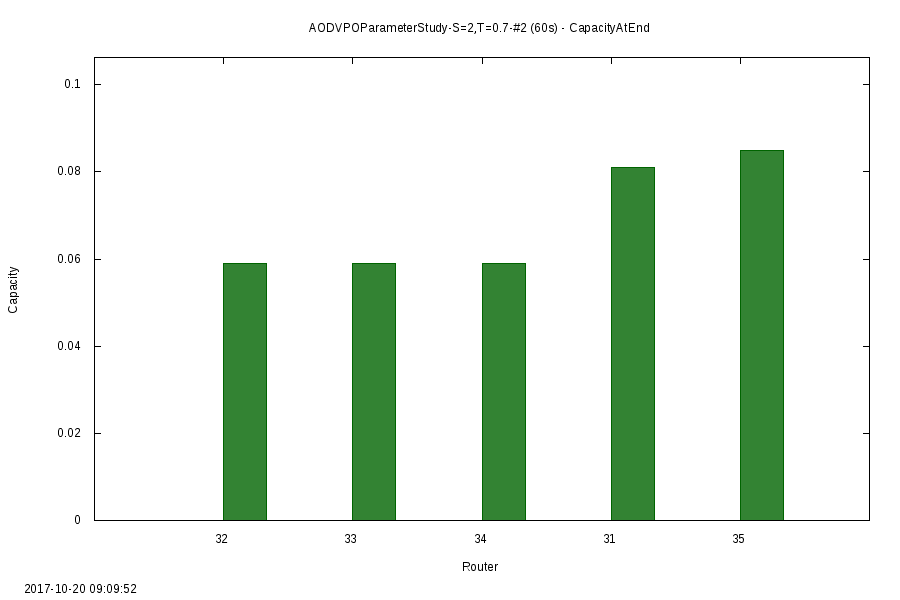 AODVPOParameterStudy-S=2,T=0.7-#2 (60s) - CapacityAtEnd
0.1
0.08
0.06
0.04
0.02
0
Capacity
32 33 34 31 35
Router
2017-10-20 09:09:52